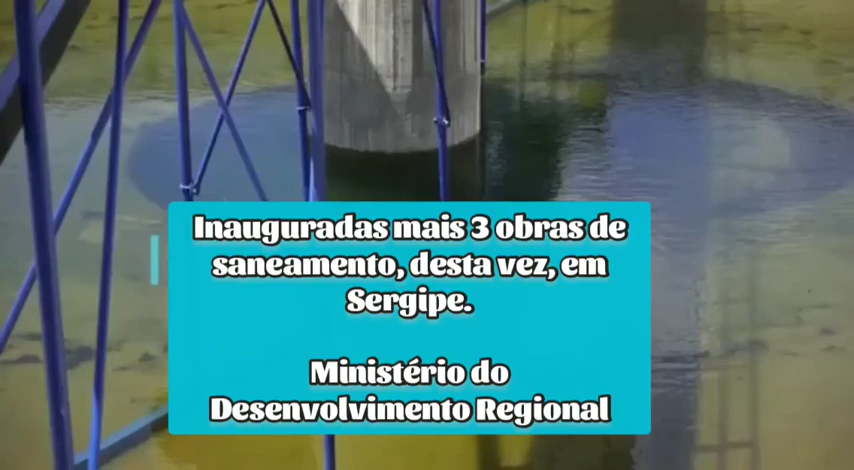 Inauguradas mais 3 obras de
saneamento, desta vez, em
Sergipe.
Ministério do
Desenvolvimento Regional